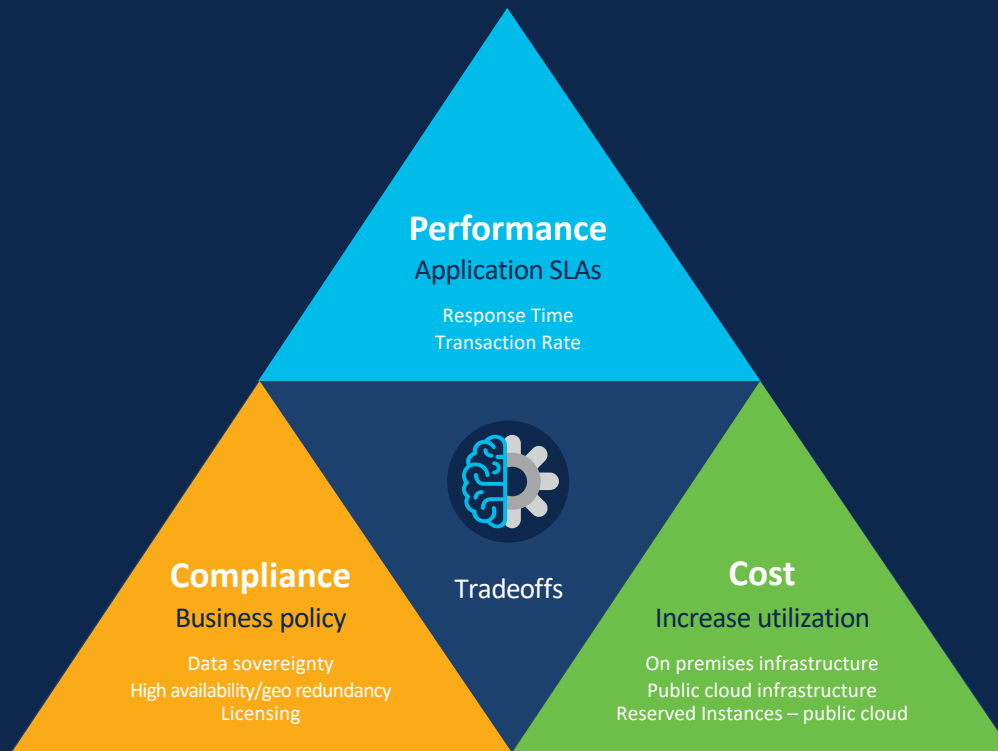 Performance
Application SLAs
Response Time
Transaction Rate
Compliance
Business policy
Data sovereignty
High availability/geo redundancy
Licensing
Tradeoffs
Cost
Increase utilization
On premises infrastructure
Public cloud infrastructure
Reserved Instances – public cloud